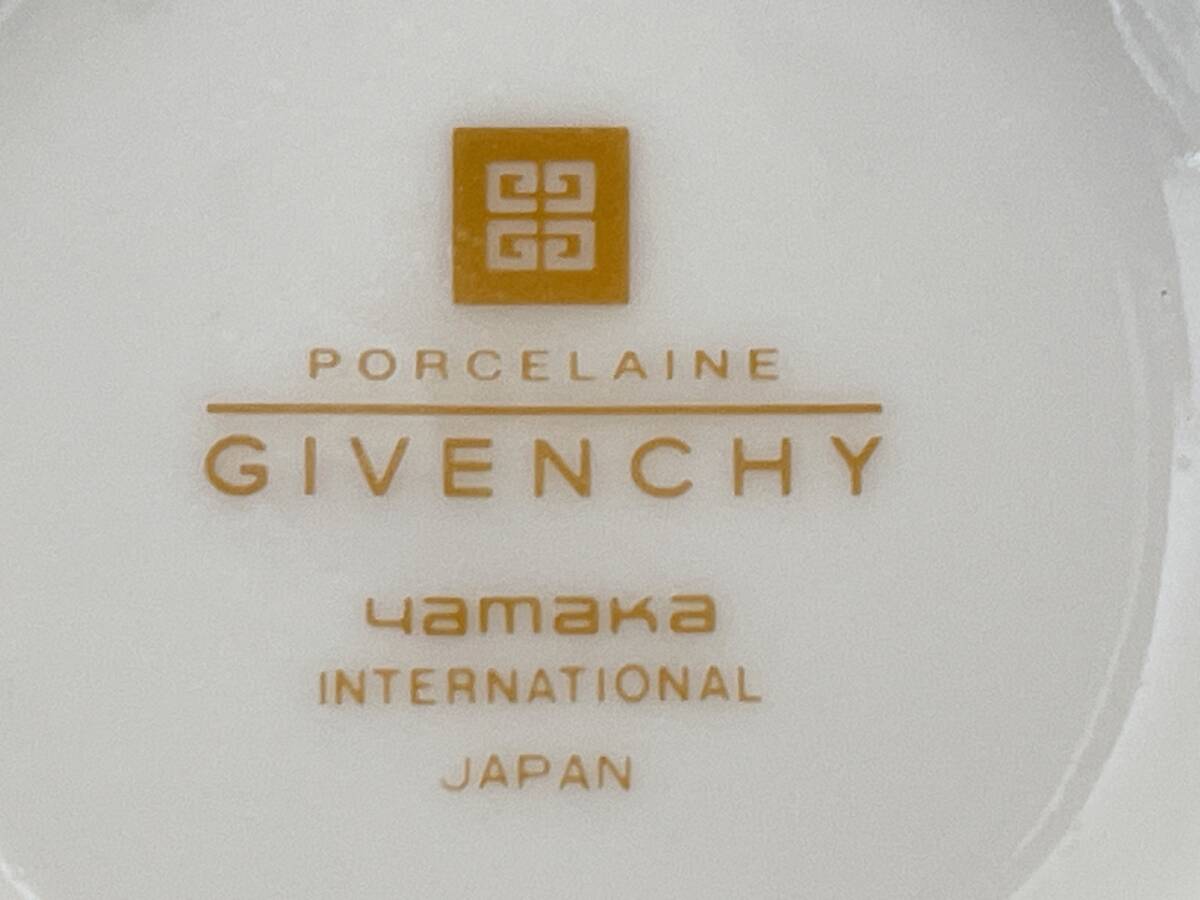 PORCELAINE
GIVENCHY
yamaka
INTERNATIONAL
JAPAN